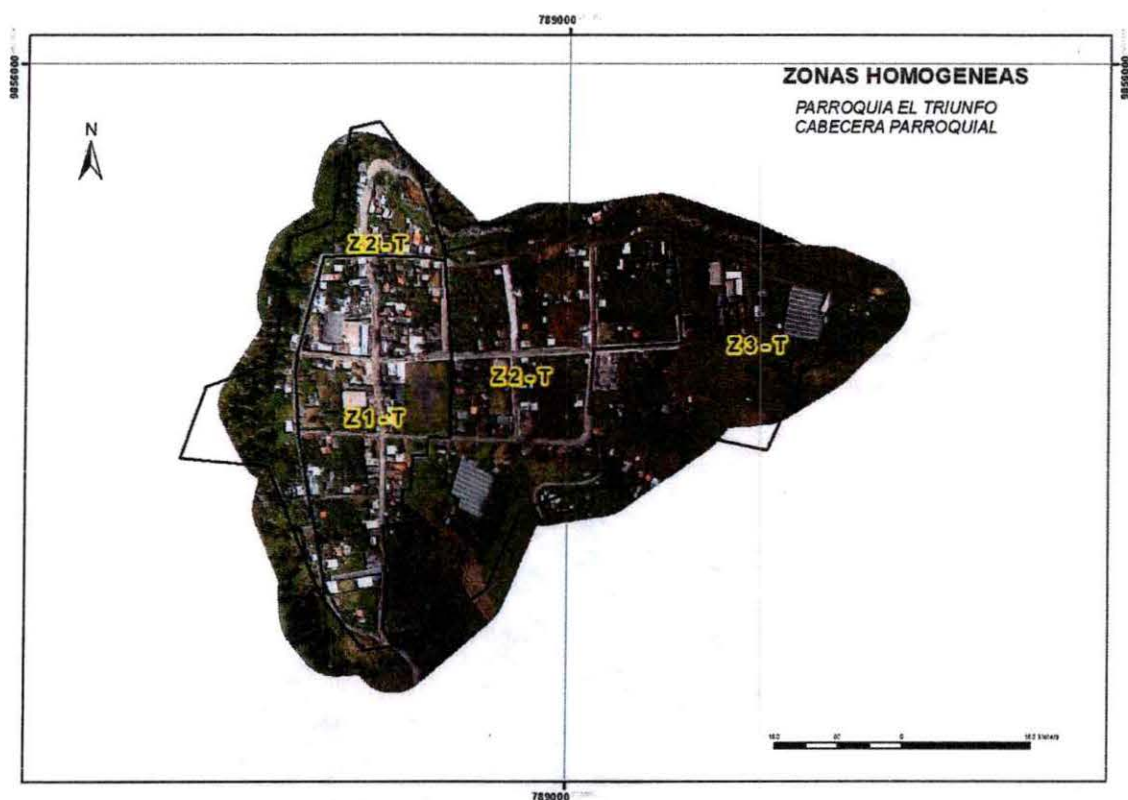 789000
9856000
9856000
ZONAS HOMOGENEAS
PARROQUIA EL TRIUNFO
CABECERA PARROQUIAL
N
Z2-T
Z3-T
Z2-T
Z1-T
789000